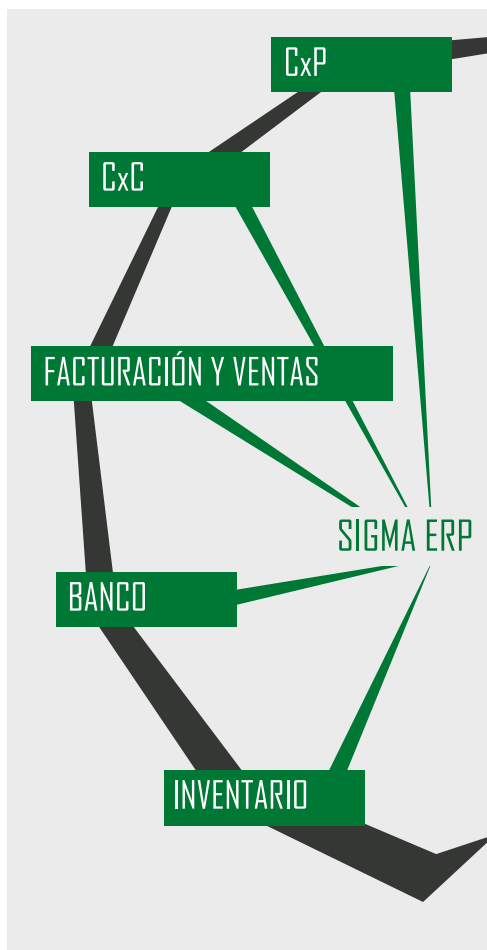 CxP
CxC
FACTURACIÓN Y VENTAS
SIGMA ERP
BANCO
INVENTARIO